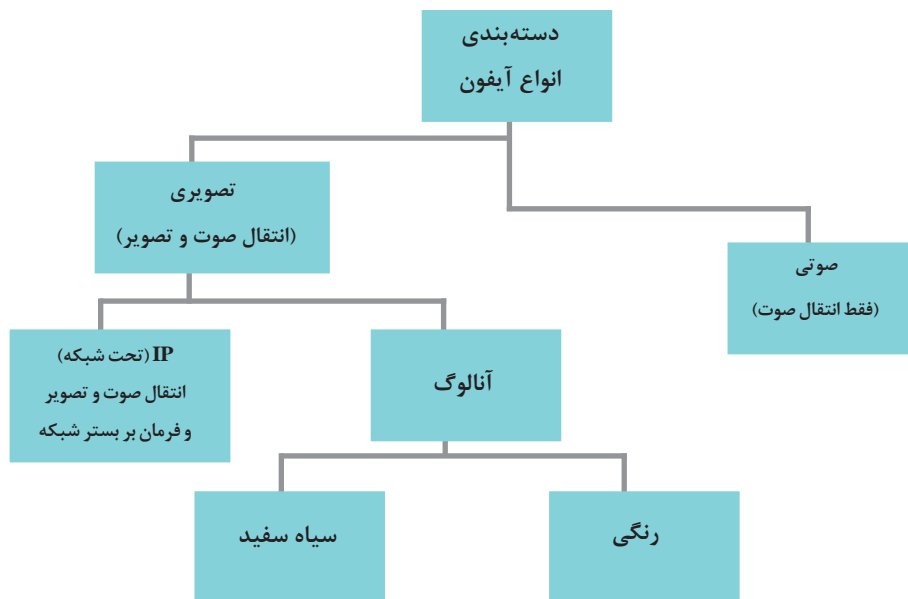 دسته‌بندی
انواع آیفون
صوتی
(فقط انتقال صوت)
تصویری
(انتقال صوت و تصویر)
آنالوگ
IP (تحت شبکه)
انتقال صوت و تصویر
و فرمان بر بستر شبکه
رنگی
سیاه سفید